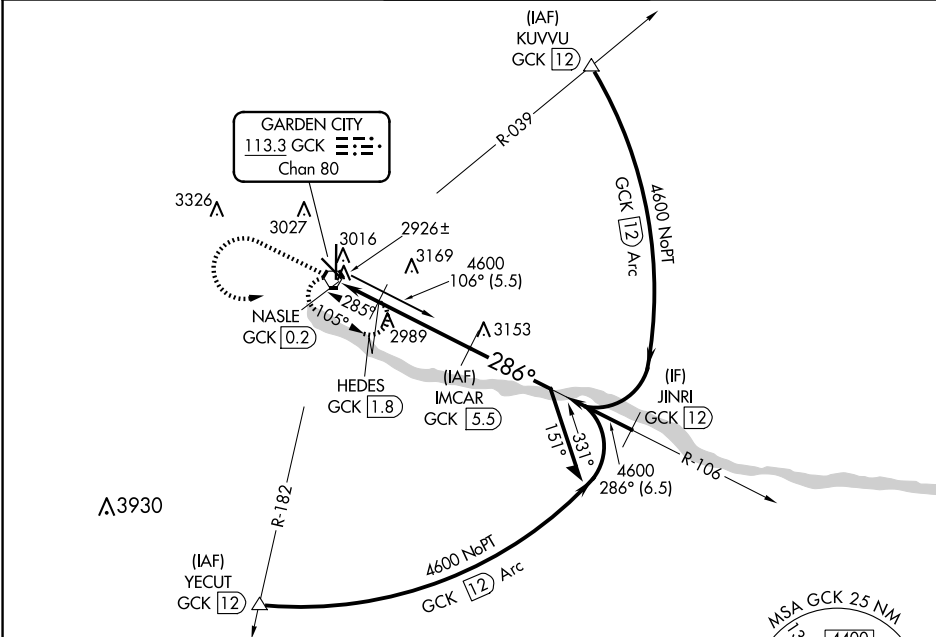 (IAF)
KUVVU
GCK 12
R-039
GARDEN CITY
113.3 GCK
Chan 80
GCK 12 Arc
4600 NoPT
3326
3027
3016
2926±
3169
4600
106° (5.5)
NASLE
GCK 0.2
285°
105°
2989
3153
HEDES
GCK 1.8
(IAF)
IMCAR
GCK 5.5
286°
(IF)
JINRI
GCK 12
151°
331°
4600
286° (6.5)
R-106
3930
R-182
(IAF)
YECUT
GCK 12
4600 NoPT
GCK 12 Arc
MSA GCK 25 NM